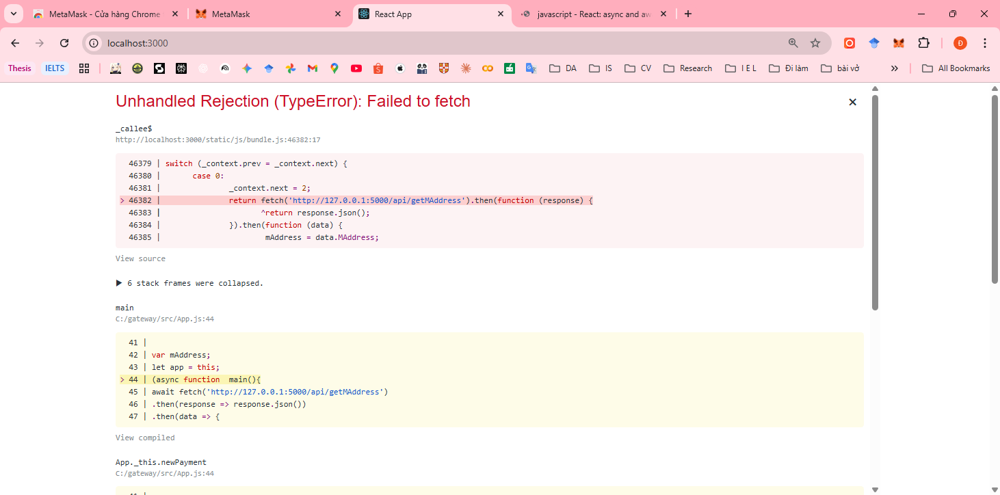 MetaMask - Cửa hàng Chrome
MetaMask
React App
javascript - React: async and aw
localhost:3000
Đ
Thesis
IELTS
DA
IS
CV
Research
I E L
Đi làm
bài vở
All Bookmarks
Unhandled Rejection (TypeError): Failed to fetch
_callee$
http://localhost:3000/static/js/bundle.js:46382:17
46379 | switch (_context.prev = _context.next) {
46380 | case 0:
46381 | _context.next = 2;
> 46382 | return fetch('http://127.0.0.1:5000/api/getMAddress').then(function (response) {
46383 | ^return response.json();
46384 | }).then(function (data) {
46385 | mAddress = data.MAddress;
View source
▶ 6 stack frames were collapsed.
main
C:/gateway/src/App.js:44
41 |
42 | var mAddress;
43 | let app = this;
> 44 | (async function  main(){
45 | await fetch('http://127.0.0.1:5000/api/getMAddress')
46 | .then(response => response.json())
47 | .then(data => {
View compiled
App._this.newPayment
C:/gateway/src/App.js:44